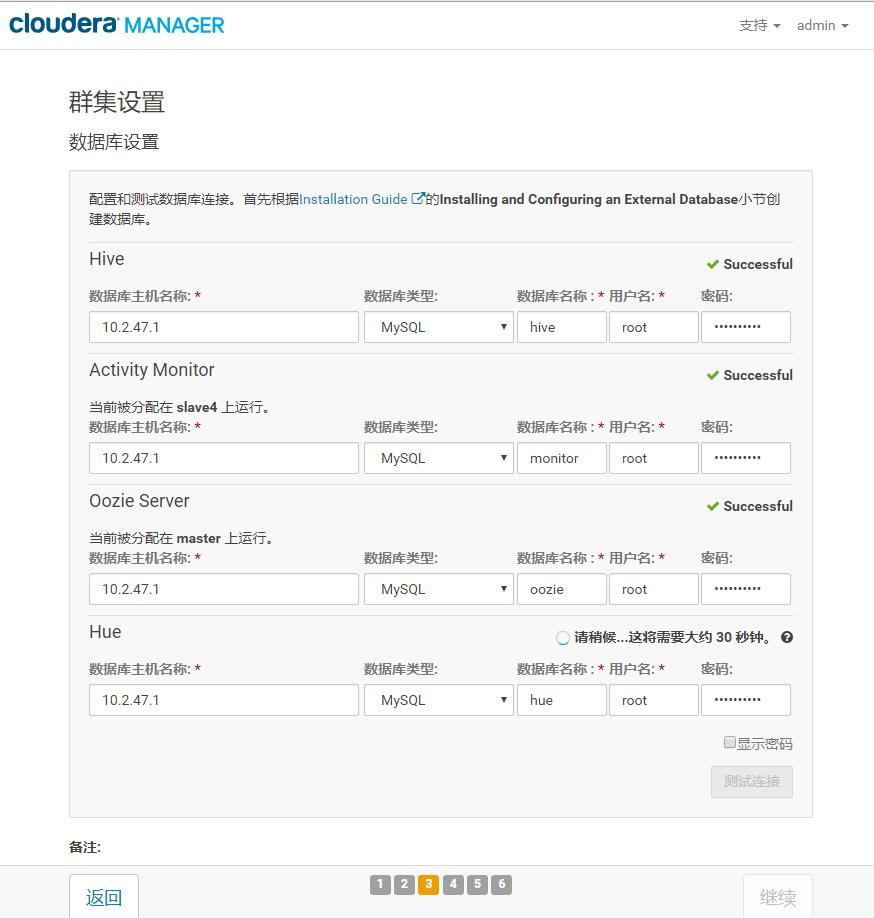 cloudera MANAGER
支持 admin
群集设置
数据库设置
配置和测试数据库连接。首先根据Installation Guide的Installing and Configuring an External Database小节创
建数据库。
Hive
Successful
数据库主机名称: * 数据库类型: 数据库名称 : * 用户名: * 密码:
10.2.47.1 MySQL hive root ••••••••••
Activity Monitor
Successful
当前被分配在 slave4 上运行。
数据库主机名称: * 数据库类型: 数据库名称 : * 用户名: * 密码:
10.2.47.1 MySQL monitor root ••••••••••
Oozie Server
Successful
当前被分配在 master 上运行。
数据库主机名称: * 数据库类型: 数据库名称 : * 用户名: * 密码:
10.2.47.1 MySQL oozie root ••••••••••
Hue
请稍候...这将需要大约 30 秒钟。 ?
数据库主机名称: * 数据库类型: 数据库名称 : * 用户名: * 密码:
10.2.47.1 MySQL hue root ••••••••••
显示密码
测试连接
备注:
返回 1 2 3 4 5 6 继续